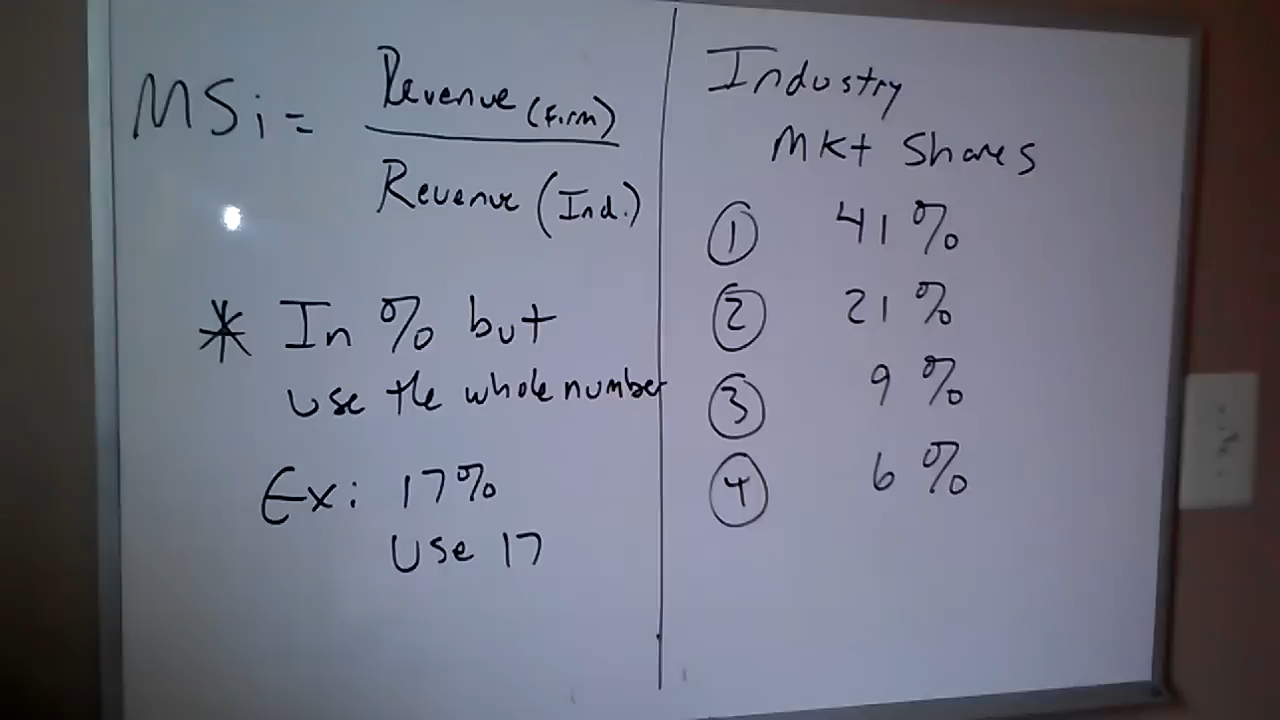 MSi = Revenue (Firm)
Revenue (Ind.)
* In % but
use the whole number
Ex: 17%
Use 17
Industry
Mkt Shares
① 41%
② 21%
③ 9%
④ 6%